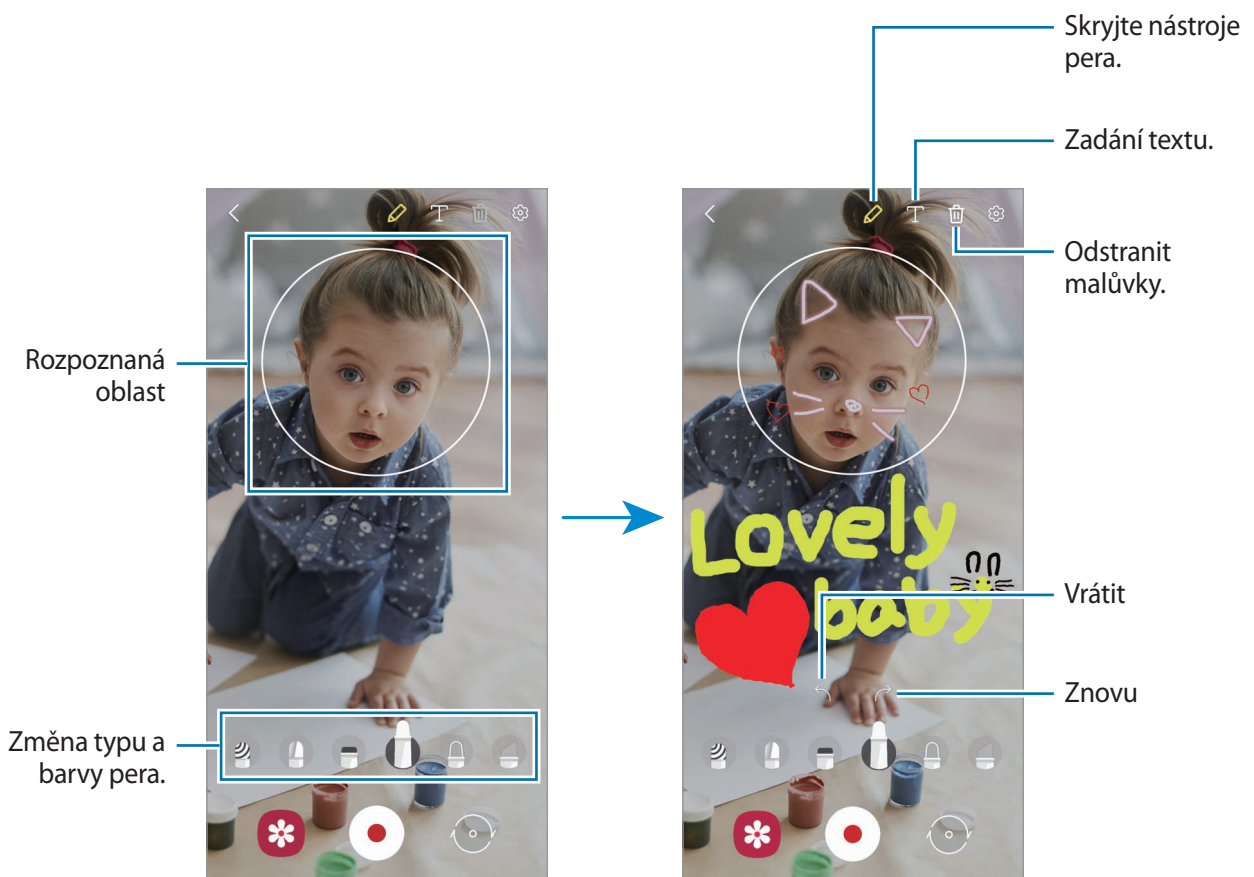 Skryjte nástroje
pera.
Zadání textu.
Odstranit
malůvky.
Rozpoznaná
oblast
Lovely
baby
Vrátit
Znovu
Změna typu a
barvy pera.